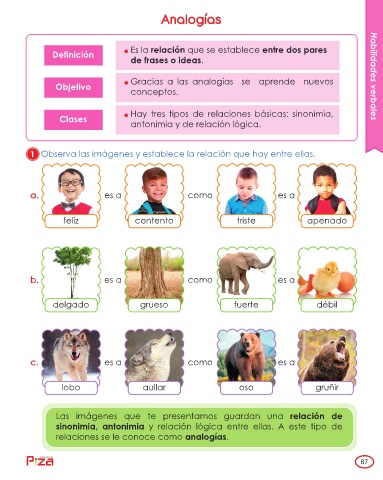 Analogías
Habilidades verbales
Definición
• Es la relación que se establece entre dos pares
de frases o ideas.
Objetivo
• Gracias a las analogías se aprende nuevos
conceptos.
Clases
• Hay tres tipos de relaciones básicas: sinonimia,
antonimia y de relación lógica.
1 Observa las imágenes y establece la relación que hay entre ellas.
a. es a como es a
feliz contento triste apenado
b. es a como es a
delgado grueso fuerte débil
c. es a como es a
lobo aullar oso gruñir
Las imágenes que te presentamos guardan una relación de
sinonimia, antonimia y relación lógica entre ellas. A este tipo de
relaciones se le conoce como analogías.
P:za
87